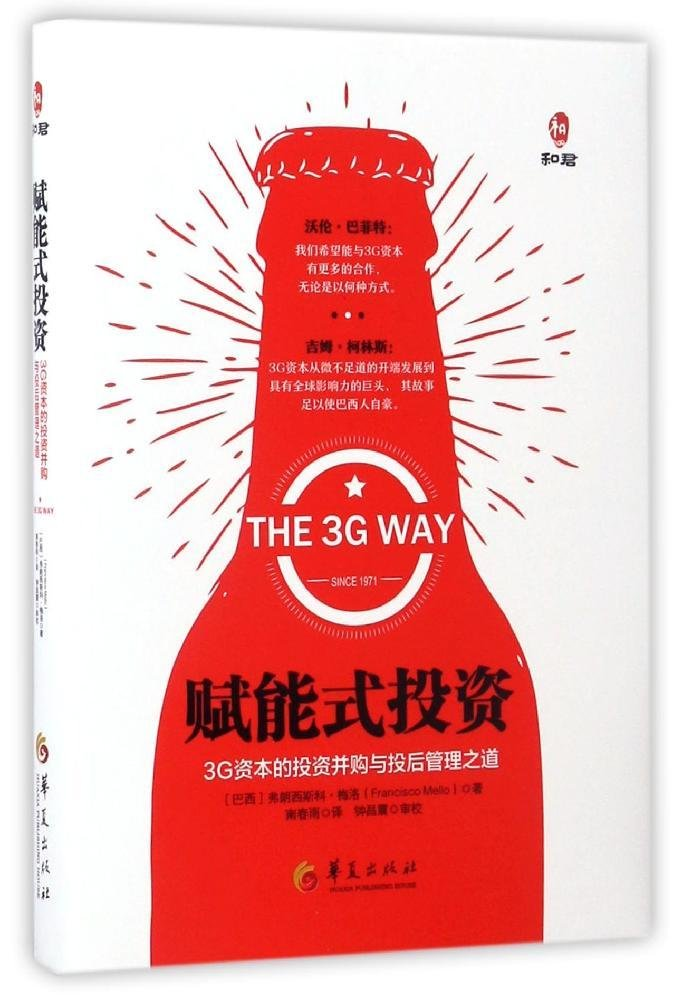 和君
沃伦·巴菲特：
我们希望能与3G资本
有更多的合作，
无论是以何种方式。
吉姆·柯林斯：
3G资本从微不足道的开端发展到
具有全球影响力的巨头，其故事
足以使巴西人自豪。
THE 3G WAY
SINCE 1971
赋能式投资
3G资本的投资并购与投后管理之道
［巴西］弗朗西斯科·梅洛（Francisco Mello）◎著
南春雨◎译 钟品震◎审校
华夏出版社
HUAXIA PUBLISHING HOUSE
和君
赋能式投资
3G资本的投资并购
与投后管理之道
THE 3G WAY
華夏出版社
HUAXIA PUBLISHING HOUSE